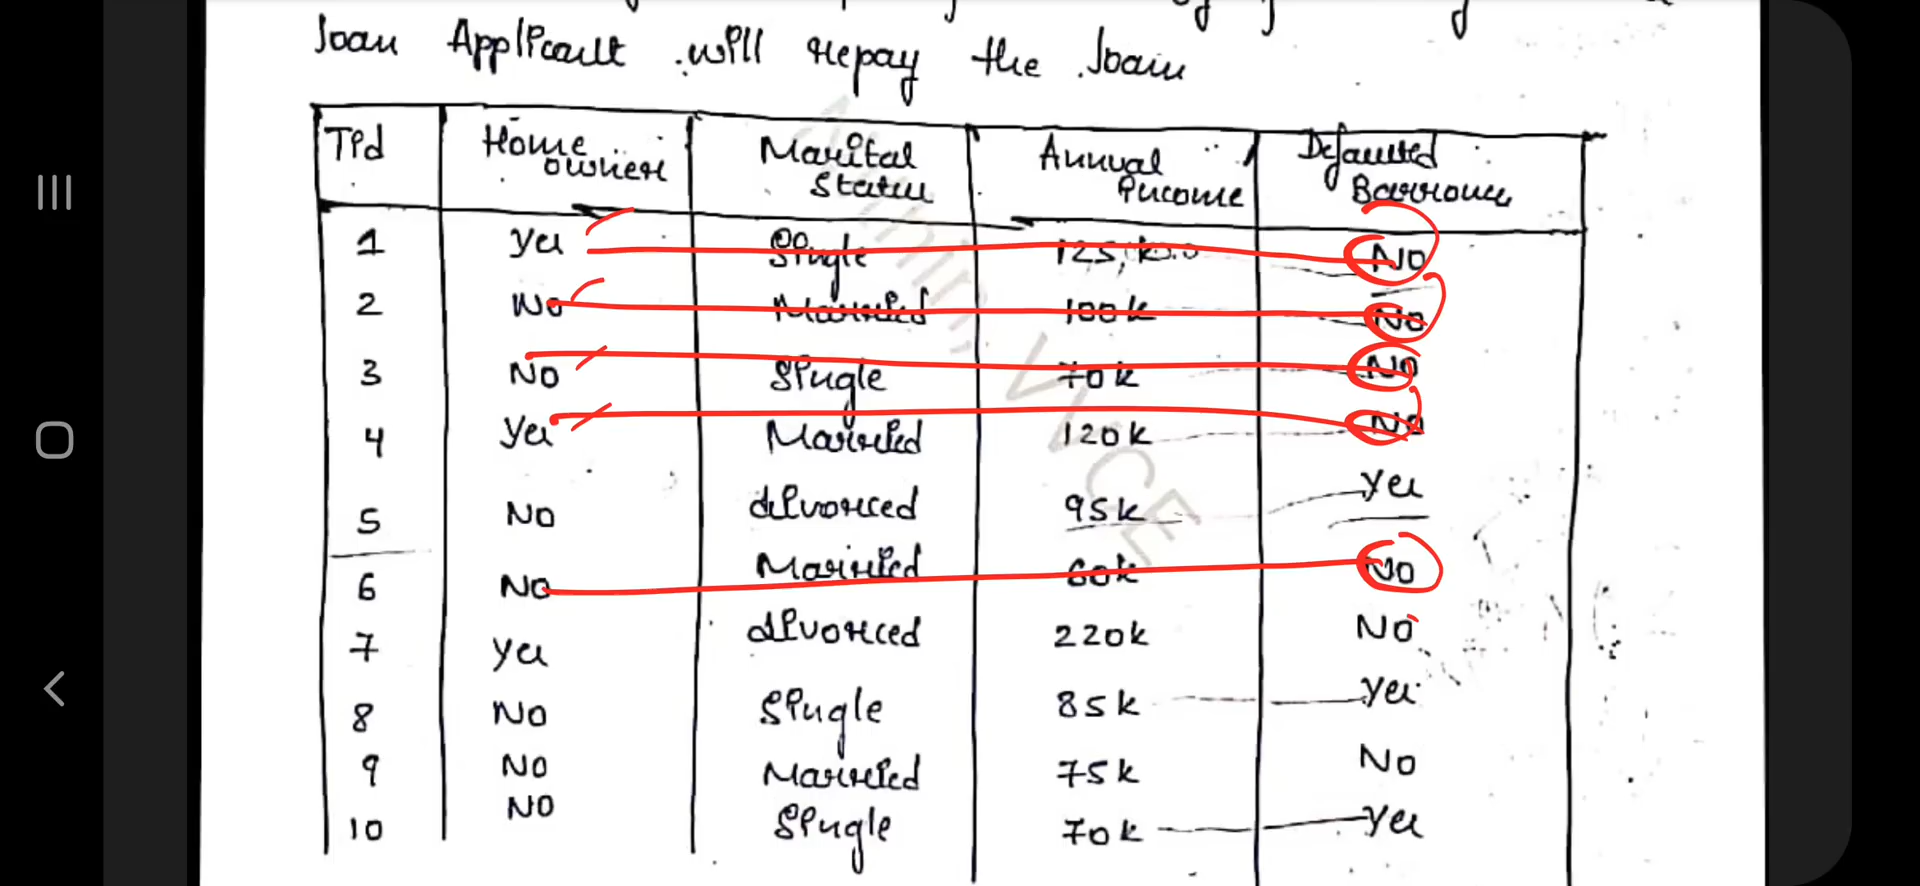 loan Applicant will repay the loan
Tid Home owner Marital Status Annual Income Defaulted Borrower
1 Yes Single 125, k No
2 No Married 100k No
3 No Single 70k No
4 Yes Married 120k No
5 No divorced 95k Yes
6 No Married 60k No
7 Yes divorced 220k No
8 No Single 85k Yes
9 No Married 75k No
10 No Single 70k Yes
VVCE